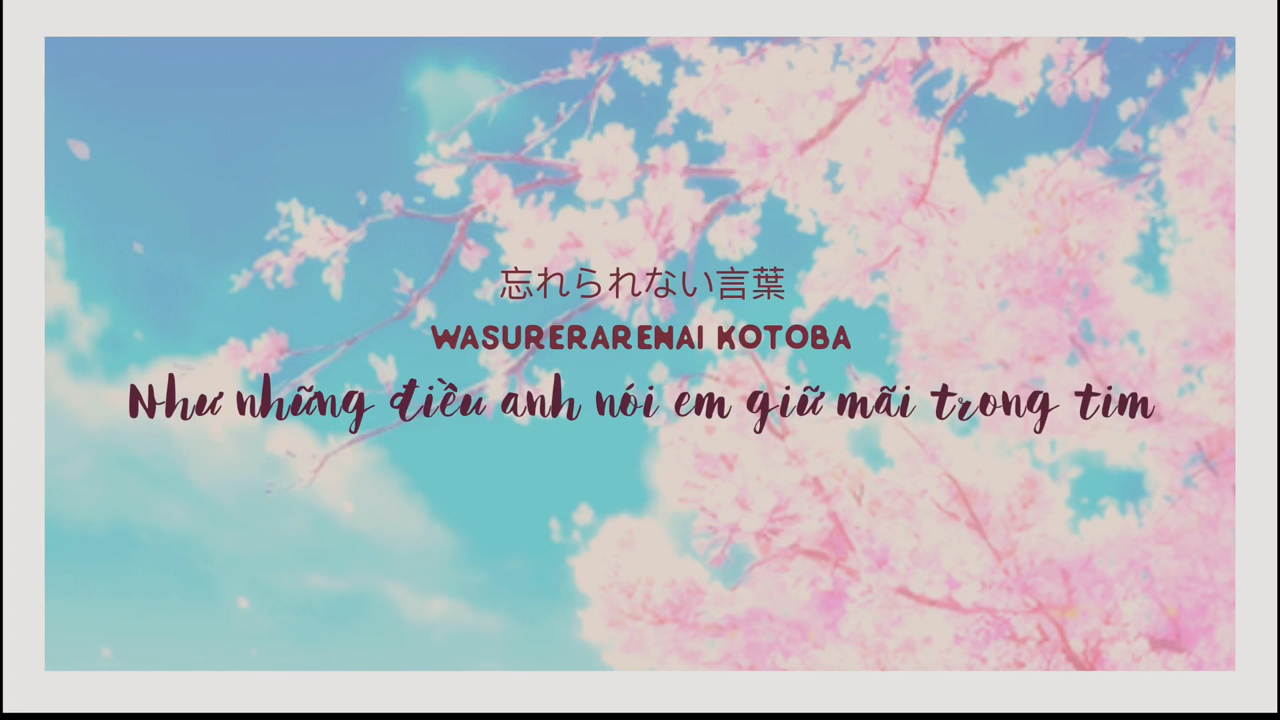 忘れられない言葉
WASURERARENAI KOTOBA
Như những điều anh nói em giữ mãi trong tim